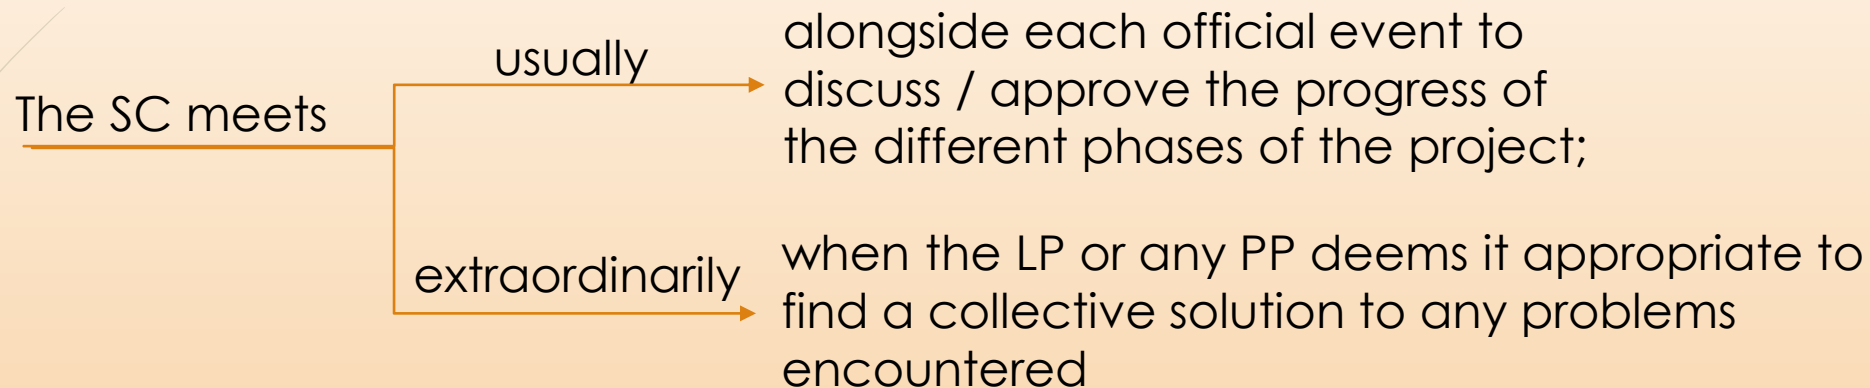 The SC meets
usually
alongside each official event to
discuss / approve the progress of
the different phases of the project;
extraordinarily
when the LP or any PP deems it appropriate to
find a collective solution to any problems
encountered